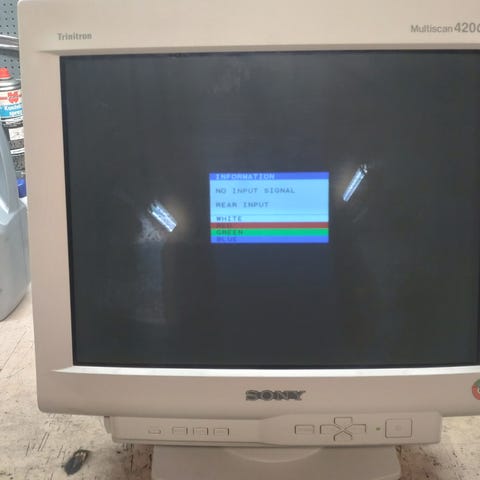 Trinitron
Multiscan 420
INFORMATION
NO INPUT SIGNAL
REAR INPUT
WHITE
RED
GREEN
BLUE
SONY